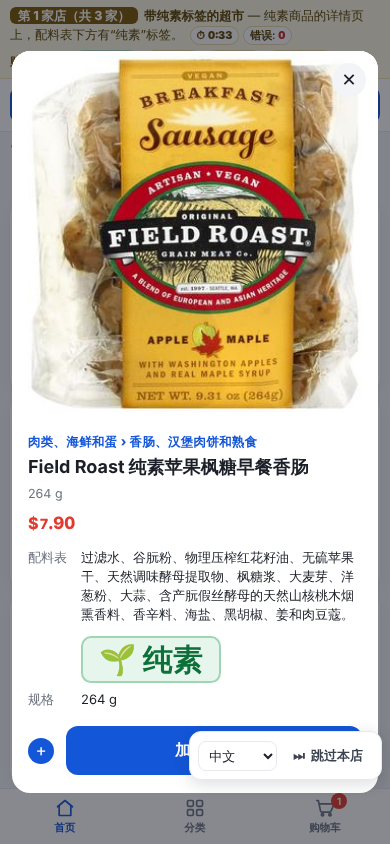 第 1 家店（共 3 家） 带纯素标签的超市 — 纯素商品的详情页
上，配料表下方有"纯素"标签。 0:33 错误: 0
VEGAN
BREAKFAST
Sausage
ARTISAN • VEGAN
ORIGINAL
FIELD ROAST®
GRAIN MEAT Co.
est. 1997 · SEATTLE, WA
A BLEND OF EUROPEAN AND ASIAN HERITAGE
APPLE MAPLE
WITH WASHINGTON APPLES
AND REAL MAPLE SYRUP
NET WT. 9.31 oz (264g)
肉类、海鲜和蛋 › 香肠、汉堡肉饼和熟食
Field Roast 纯素苹果枫糖早餐香肠
264 g
$7.90
配料表 过滤水、谷朊粉、物理压榨红花籽油、无硫苹果
干、天然调味酵母提取物、枫糖浆、大麦芽、洋
葱粉、大蒜、含产朊假丝酵母的天然山核桃木烟
熏香料、香辛料、海盐、黑胡椒、姜和肉豆蔻。
纯素
规格 264 g
加
中文 跳过本店
首页 分类 购物车 1